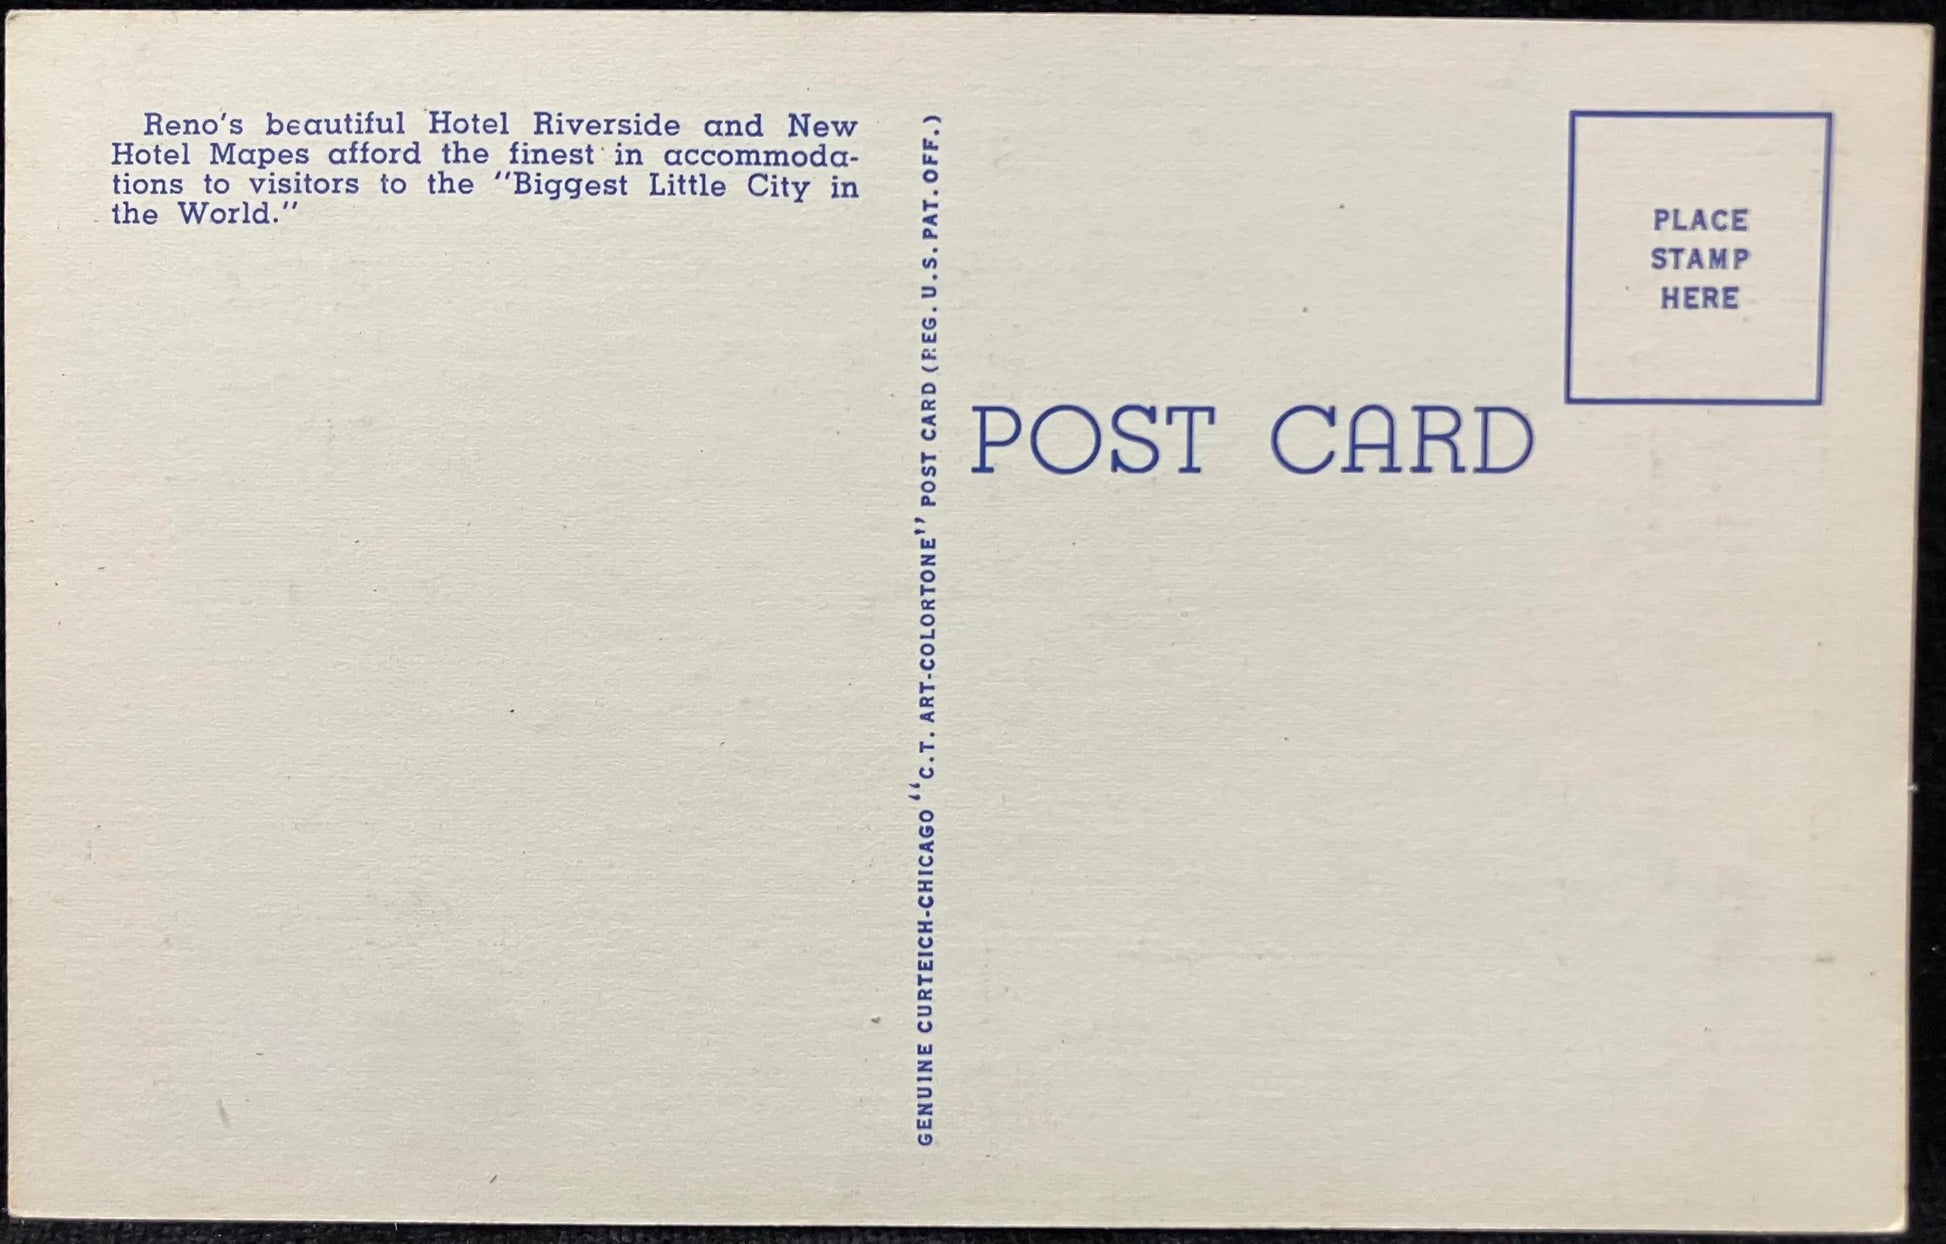 Reno's beautiful Hotel Riverside and New
Hotel Mapes afford the finest in accommoda-
tions to visitors to the "Biggest Little City in
the World."
GENUINE CURTEICH-CHICAGO "C.T. ART-COLORTONE" POST CARD (REG. U.S. PAT. OFF.)
POST CARD
PLACE
STAMP
HERE